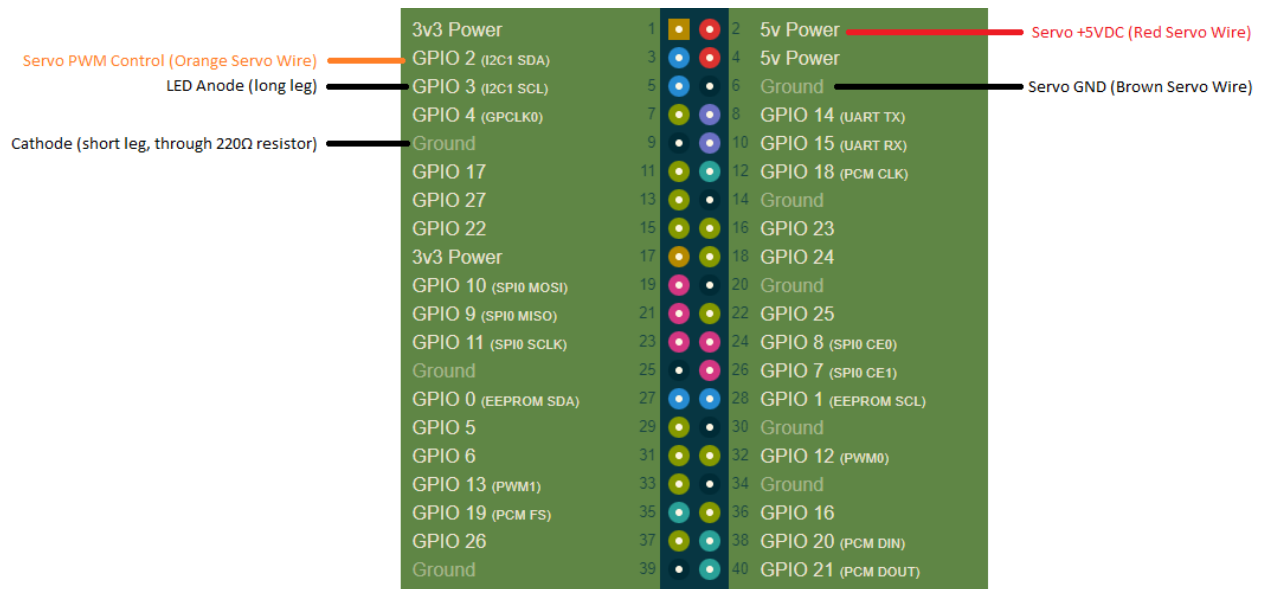 3v3 Power 1 2 5v Power Servo +5VDC (Red Servo Wire)
Servo PWM Control (Orange Servo Wire) GPIO 2 (I2C1 SDA) 3 4 5v Power
LED Anode (long leg) GPIO 3 (I2C1 SCL) 5 6 Ground Servo GND (Brown Servo Wire)
GPIO 4 (GPCLK0) 7 8 GPIO 14 (UART TX)
Cathode (short leg, through 220Ω resistor) Ground 9 10 GPIO 15 (UART RX)
GPIO 17 11 12 GPIO 18 (PCM CLK)
GPIO 27 13 14 Ground
GPIO 22 15 16 GPIO 23
3v3 Power 17 18 GPIO 24
GPIO 10 (SPI0 MOSI) 19 20 Ground
GPIO 9 (SPI0 MISO) 21 22 GPIO 25
GPIO 11 (SPI0 SCLK) 23 24 GPIO 8 (SPI0 CE0)
Ground 25 26 GPIO 7 (SPI0 CE1)
GPIO 0 (EEPROM SDA) 27 28 GPIO 1 (EEPROM SCL)
GPIO 5 29 30 Ground
GPIO 6 31 32 GPIO 12 (PWM0)
GPIO 13 (PWM1) 33 34 Ground
GPIO 19 (PCM FS) 35 36 GPIO 16
GPIO 26 37 38 GPIO 20 (PCM DIN)
Ground 39 40 GPIO 21 (PCM DOUT)